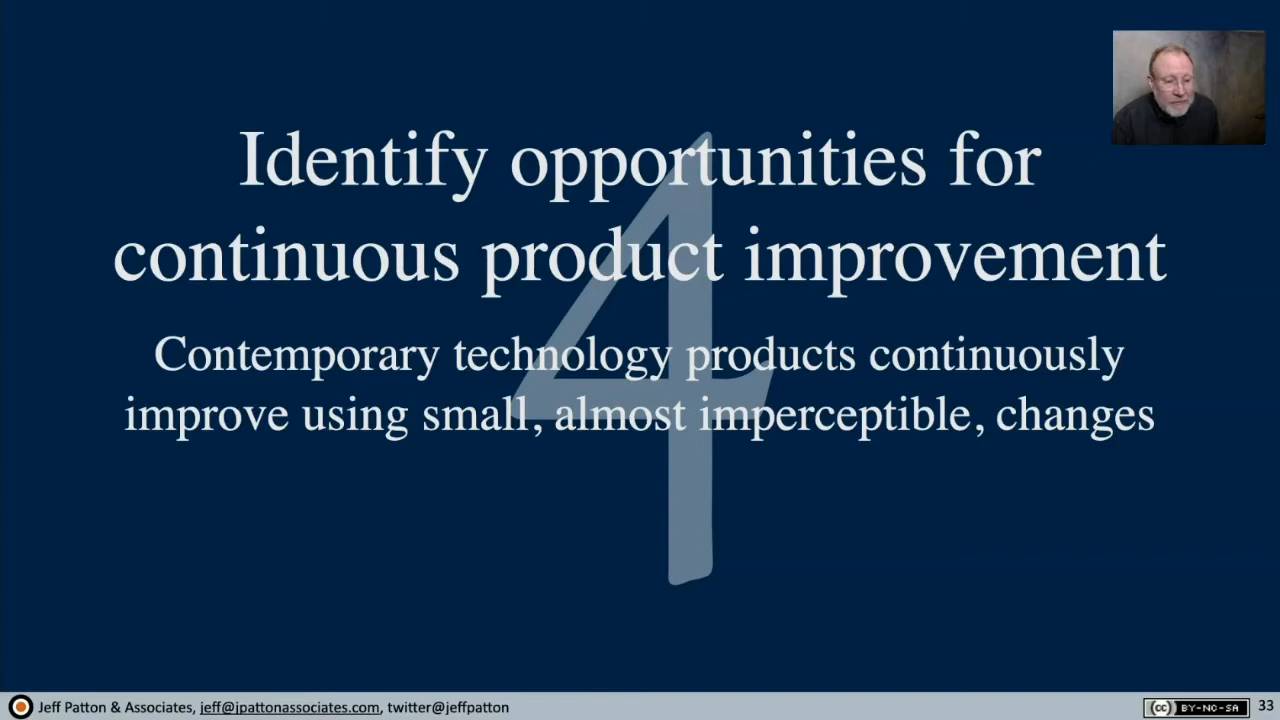 4
Identify opportunities for
continuous product improvement
Contemporary technology products continuously
improve using small, almost imperceptible, changes
Jeff Patton & Associates, jeff@jpattonassociates.com, twitter@jeffpatton
cc BY-NC-SA 33